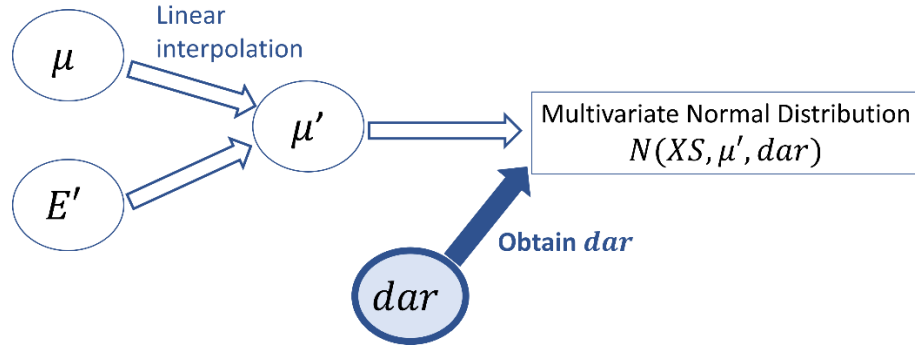 Linear
interpolation
μ
μ'
E'
Multivariate Normal Distribution
N(XS, μ', dar)
Obtain dar
dar